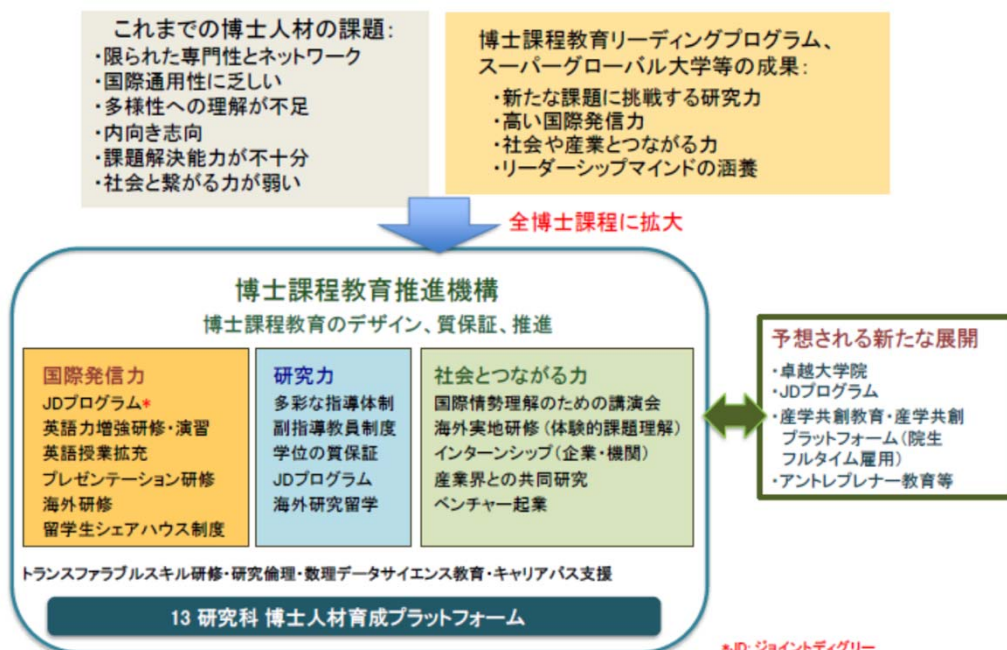 これまでの博士人材の課題:
・限られた専門性とネットワーク
・国際通用性に乏しい
・多様性への理解が不足
・内向き志向
・課題解決能力が不十分
・社会と繋がる力が弱い
博士課程教育リーディングプログラム、
スーパーグローバル大学等の成果:
・新たな課題に挑戦する研究力
・高い国際発信力
・社会や産業とつながる力
・リーダーシップマインドの涵養
全博士課程に拡大
博士課程教育推進機構
博士課程教育のデザイン、質保証、推進
国際発信力
JDプログラム*
英語力増強研修・演習
英語授業拡充
プレゼンテーション研修
海外研修
留学生シェアハウス制度
研究力
多彩な指導体制
副指導教員制度
学位の質保証
JDプログラム
海外研究留学
社会とつながる力
国際情勢理解のための講演会
海外実地研修(体験的課題理解)
インターンシップ(企業・機関)
産業界との共同研究
ベンチャー起業
トランスファラブルスキル研修・研究倫理・数理データサイエンス教育・キャリアパス支援
13 研究科 博士人材育成プラットフォーム
予想される新たな展開
・卓越大学院
・JDプログラム
・産学共創教育・産学共創
プラットフォーム(院生
フルタイム雇用)
・アントレプレナー教育等
*JD: ジョイントディグリー